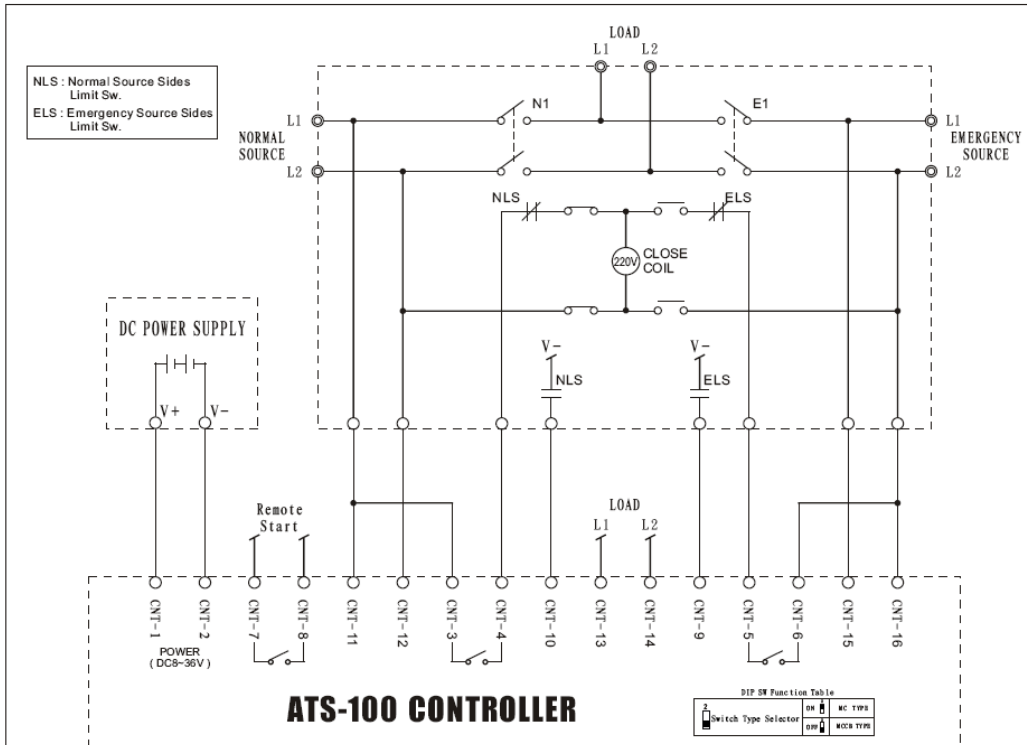 LOAD
L1 L2
NLS : Normal Source Sides
Limit Sw.
ELS : Emergency Source Sides
Limit Sw.
N1
E1
L1
NORMAL
SOURCE
L2
L1
EMERGENCY
SOURCE
L2
NLS
ELS
220V
CLOSE
COIL
DC POWER SUPPLY
V+ V-
V-
NLS
V-
ELS
Remote
Start
LOAD
L1 L2
CNT-1
CNT-2
CNT-7
CNT-8
CNT-11
CNT-12
CNT-3
CNT-4
CNT-10
CNT-13
CNT-14
CNT-9
CNT-5
CNT-6
CNT-15
CNT-16
POWER
( DC8~36V )
ATS-100 CONTROLLER
DIP SW Function Table
2
Switch Type Selector
ON MC TYPE
OFF MCCB TYPE